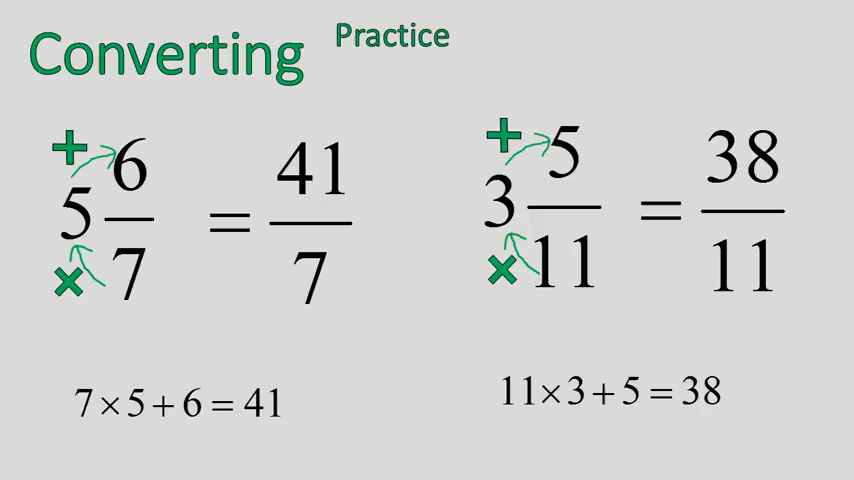 Converting Practice
5 6/7 = 41/7
3 5/11 = 38/11
7 × 5 + 6 = 41
11 × 3 + 5 = 38